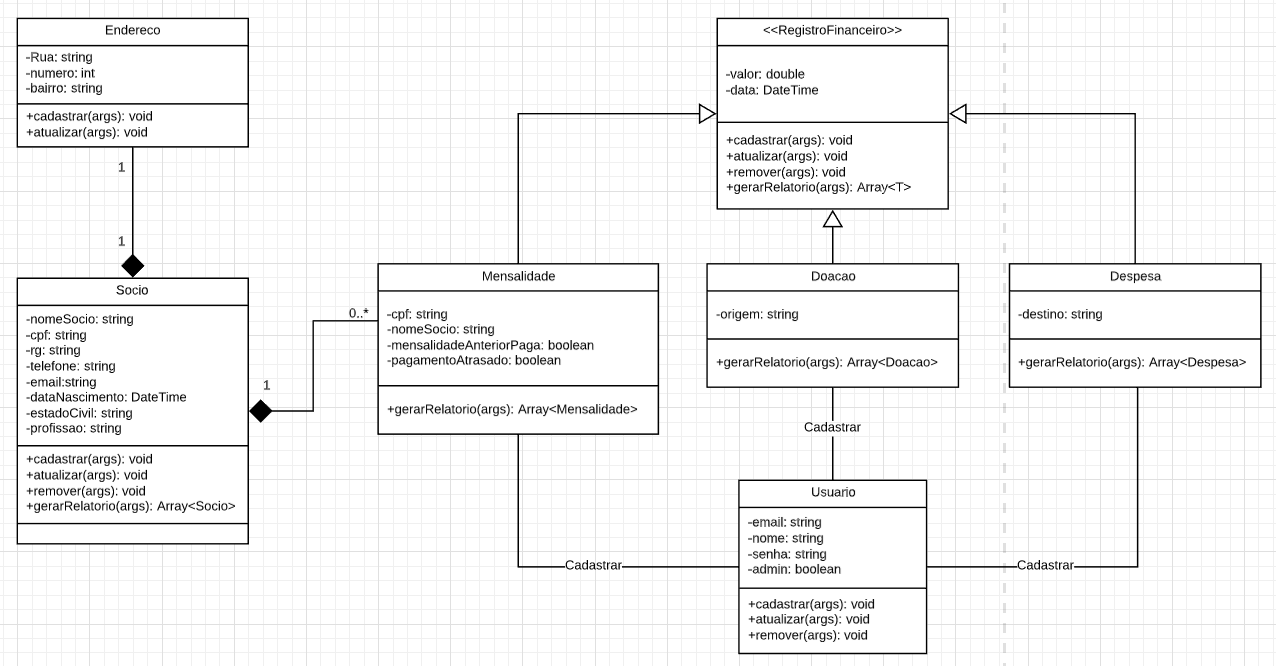 Endereco
-Rua: string
-numero: int
-bairro: string
+cadastrar(args): void
+atualizar(args): void
1
1
Socio
-nomeSocio: string
-cpf: string
-rg: string
-telefone: string
-email:string
-dataNascimento: DateTime
-estadoCivil: string
-profissao: string
+cadastrar(args): void
+atualizar(args): void
+remover(args): void
+gerarRelatorio(args): Array<Socio>
1
0..*
Mensalidade
-cpf: string
-nomeSocio: string
-mensalidadeAnteriorPaga: boolean
-pagamentoAtrasado: boolean
+gerarRelatorio(args): Array<Mensalidade>
<<RegistroFinanceiro>>
-valor: double
-data: DateTime
+cadastrar(args): void
+atualizar(args): void
+remover(args): void
+gerarRelatorio(args): Array<T>
Doacao
-origem: string
+gerarRelatorio(args): Array<Doacao>
Despesa
-destino: string
+gerarRelatorio(args): Array<Despesa>
Cadastrar
Usuario
-email: string
-nome: string
-senha: string
-admin: boolean
+cadastrar(args): void
+atualizar(args): void
+remover(args): void
Cadastrar
Cadastrar